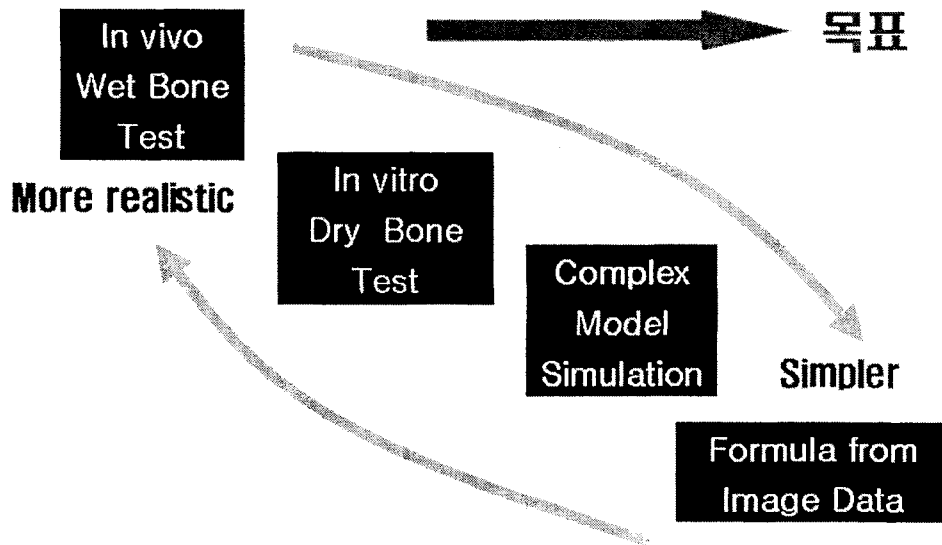 In vivo
Wet Bone
Test
목표
More realistic
In vitro
Dry Bone
Test
Complex
Model
Simulation
Simpler
Formula from
Image Data